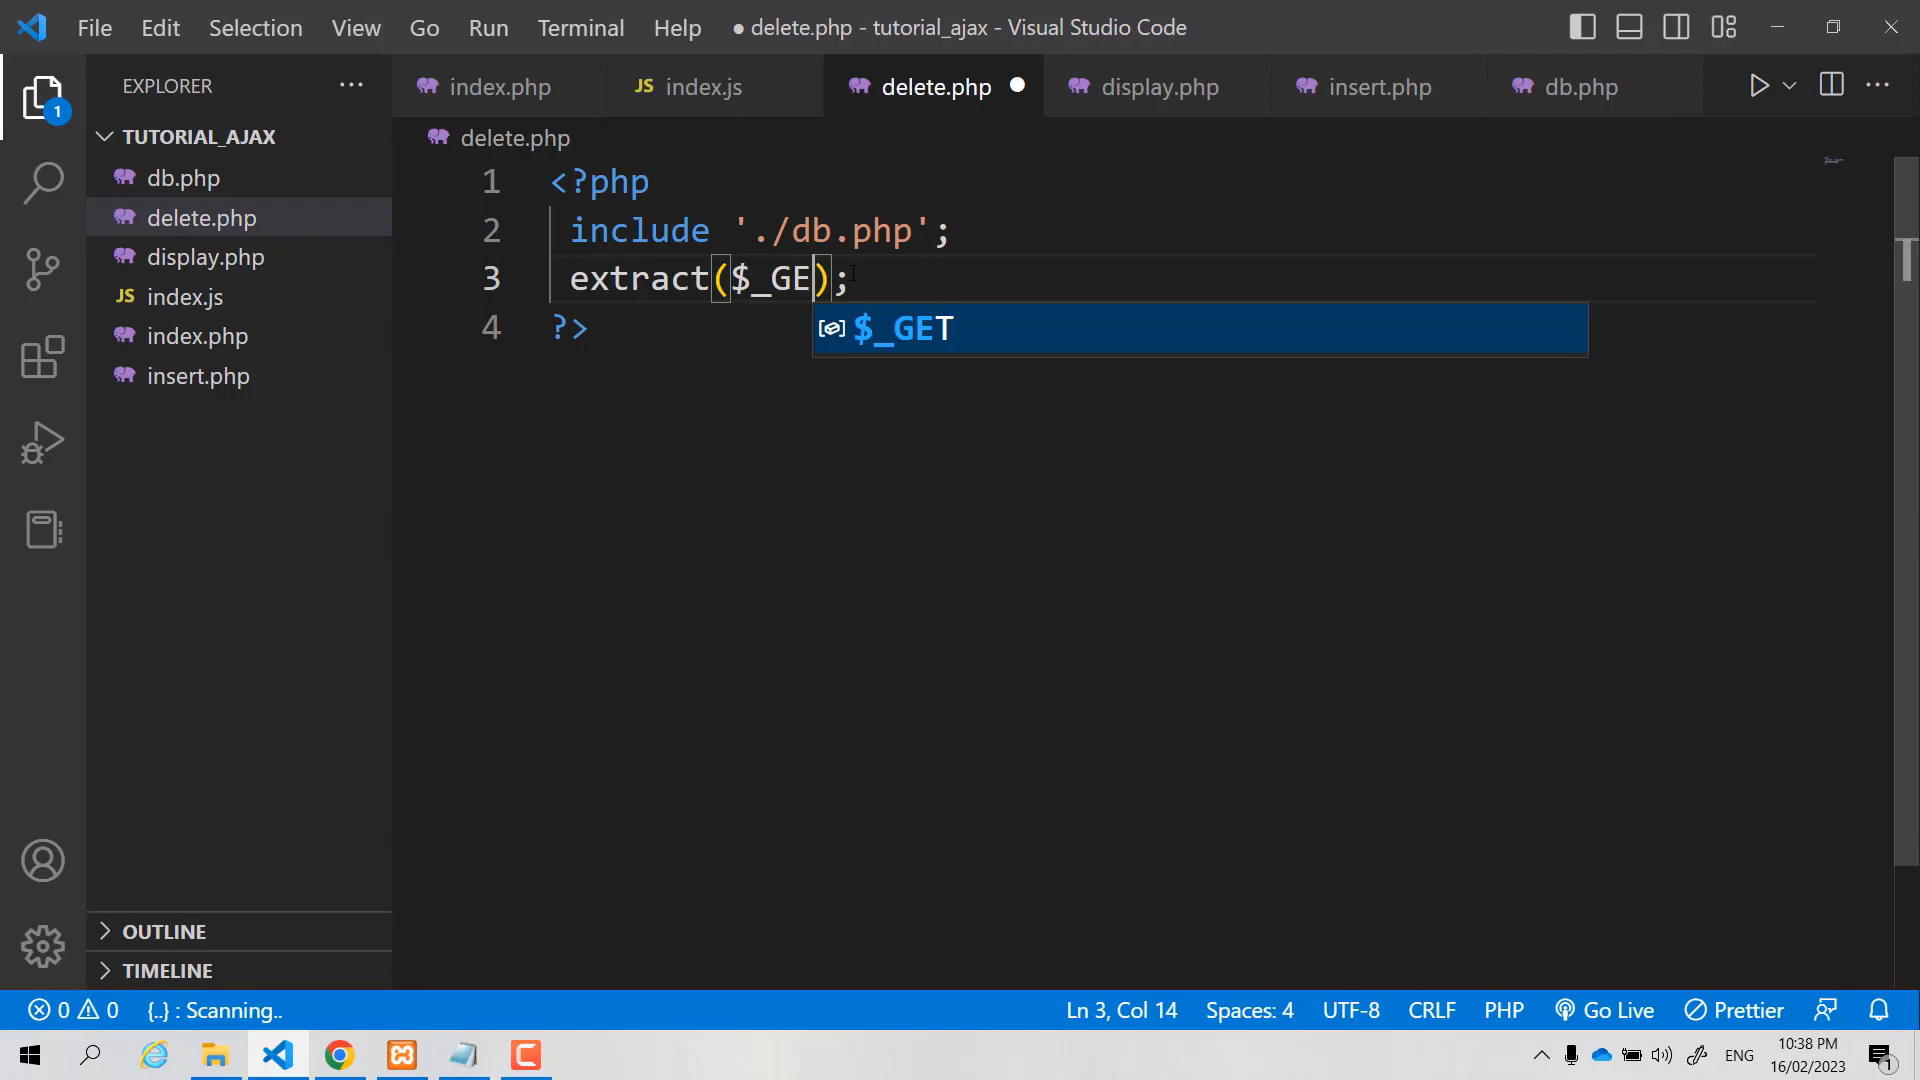 File Edit Selection View Go Run Terminal Help ● delete.php - tutorial_ajax - Visual Studio Code
EXPLORER
index.php
JS index.js
delete.php
display.php
insert.php
db.php
TUTORIAL_AJAX
db.php
delete.php
display.php
JS index.js
index.php
insert.php
delete.php
1 <?php
2 include './db.php';
3 extract($_GE);
4 ?>
$_GET
1
OUTLINE
TIMELINE
0 0 {..} : Scanning.. Ln 3, Col 14 Spaces: 4 UTF-8 CRLF PHP Go Live Prettier
ENG
10:38 PM
16/02/2023
1